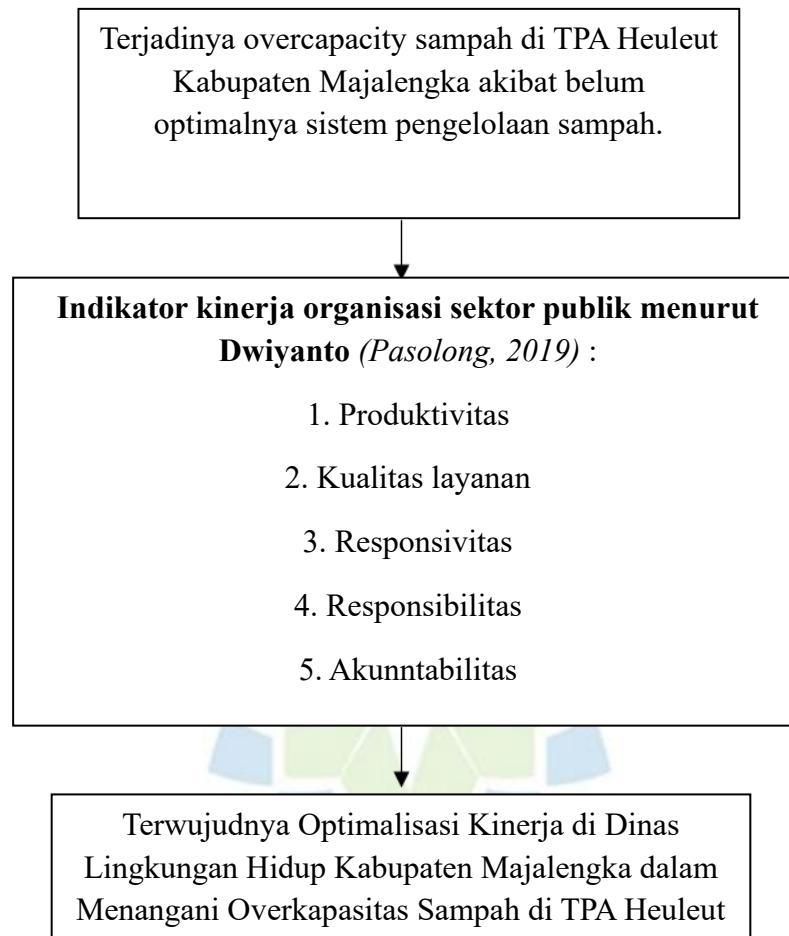 Terjadinya overcapacity sampah di TPA Heuleut
Kabupaten Majalengka akibat belum
optimalnya sistem pengelolaan sampah.
Indikator kinerja organisasi sektor publik menurut
Dwiyanto (Pasolong, 2019) :
1. Produktivitas
2. Kualitas layanan
3. Responsivitas
4. Responsibilitas
5. Akunntabilitas
Terwujudnya Optimalisasi Kinerja di Dinas
Lingkungan Hidup Kabupaten Majalengka dalam
Menangani Overkapasitas Sampah di TPA Heuleut